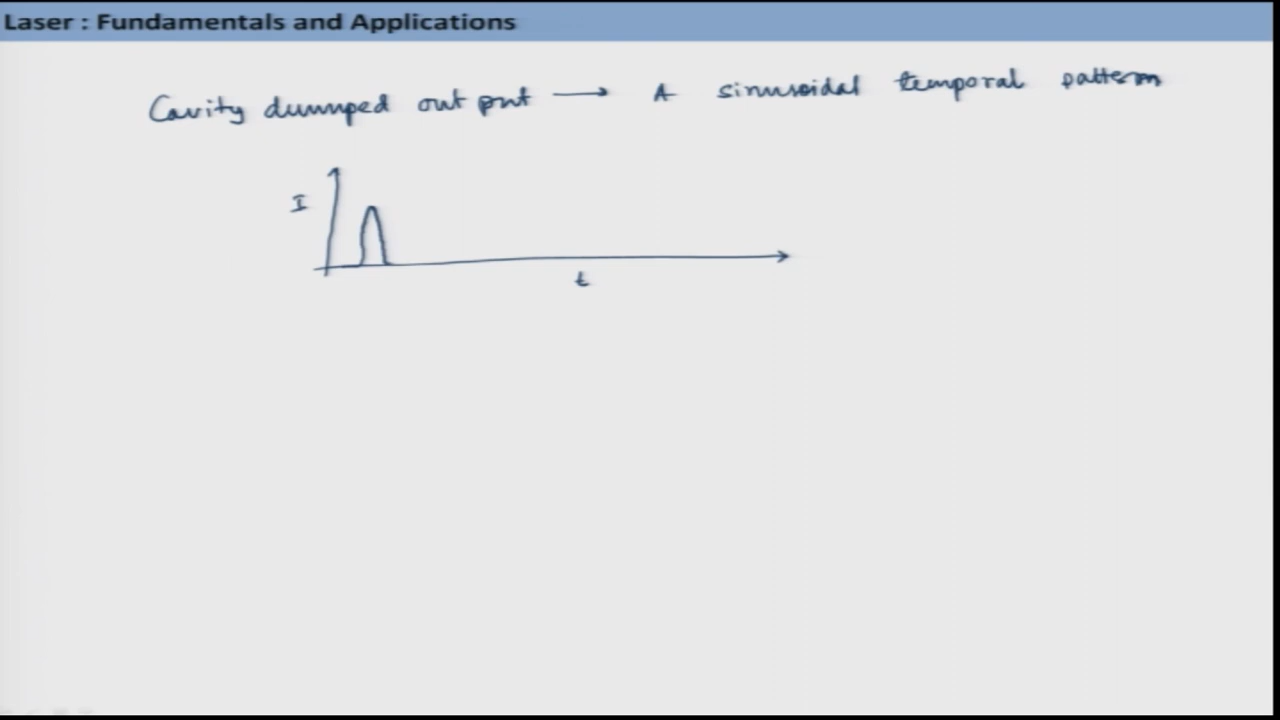 Laser : Fundamentals and Applications
Cavity dumped output → A sinusoidal temporal pattern
I
t